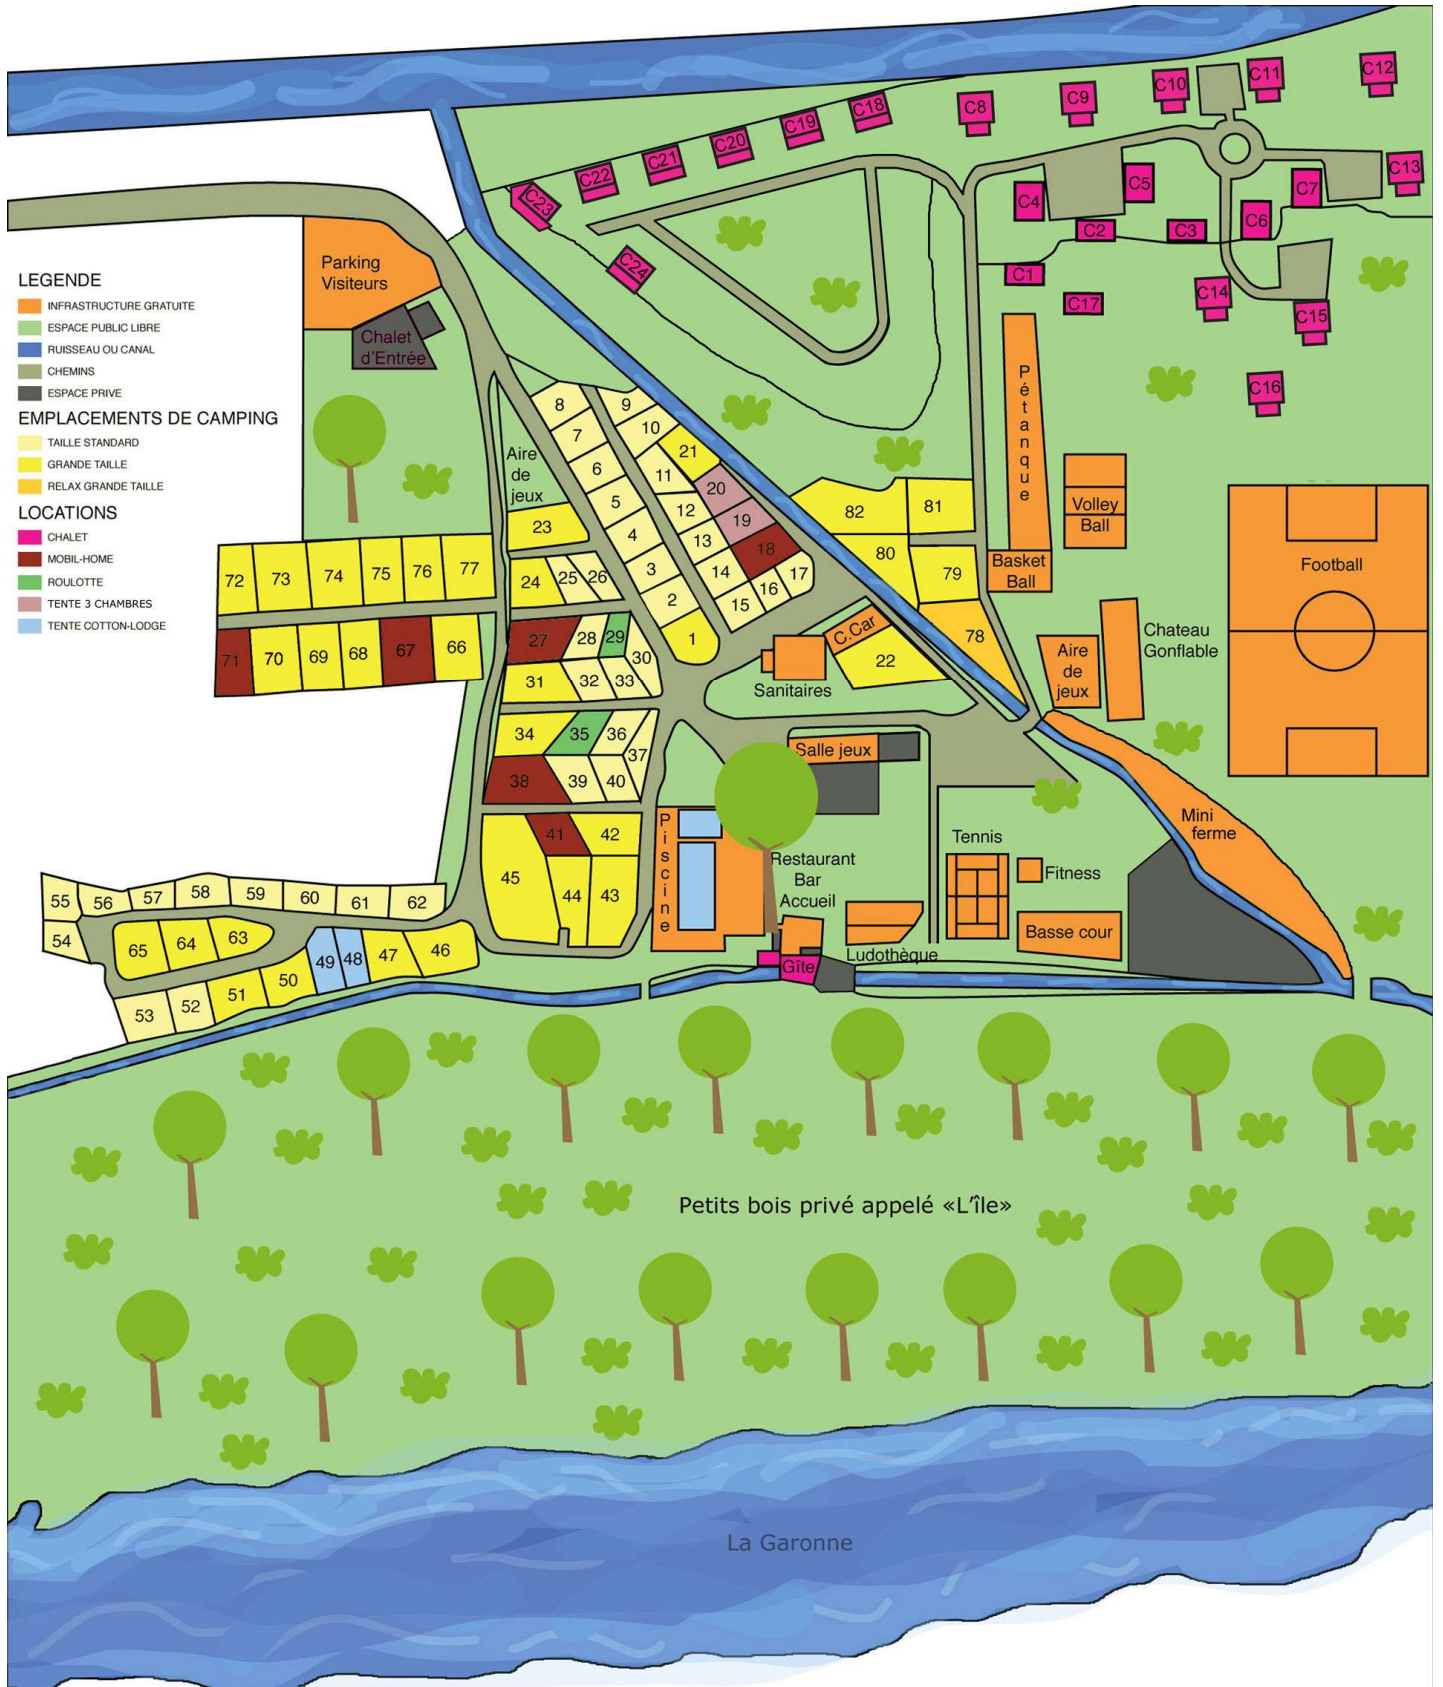 C12
C11
C10
C9
C8
C18
C19
C20
C21
C22
C23
C24
C13
C7
C5
C4
C6
C2
C3
C1
C17
C14
C15
C16
Parking
Visiteurs
Chalet
d'Entrée
LEGENDE
INFRASTRUCTURE GRATUITE
ESPACE PUBLIC LIBRE
RUISSEAU OU CANAL
CHEMINS
ESPACE PRIVE
EMPLACEMENTS DE CAMPING
TAILLE STANDARD
GRANDE TAILLE
RELAX GRANDE TAILLE
LOCATIONS
CHALET
MOBIL-HOME
ROULOTTE
TENTE 3 CHAMBRES
TENTE COTTON-LODGE
Pétanque
Volley
Ball
Basket
Ball
Football
Aire
de
jeux
8
7
6
5
4
3
2
1
9
10
21
11
20
12
19
13
18
14
17
16
15
82
81
80
79
78
23
24
25
26
27
28
29
30
31
32
33
34
35
36
37
38
39
40
41
42
45
44
43
72
73
74
75
76
77
71
70
69
68
67
66
C.Car
22
Sanitaires
Aire
de
jeux
Chateau
Gonflable
Salle jeux
Mini
ferme
Piscine
Restaurant
Bar
Accueil
Tennis
Fitness
Basse cour
Ludothèque
Gîte
55
56
57
58
59
60
61
62
54
65
64
63
53
52
51
50
49
48
47
46
Petits bois privé appelé «L'île»
La Garonne